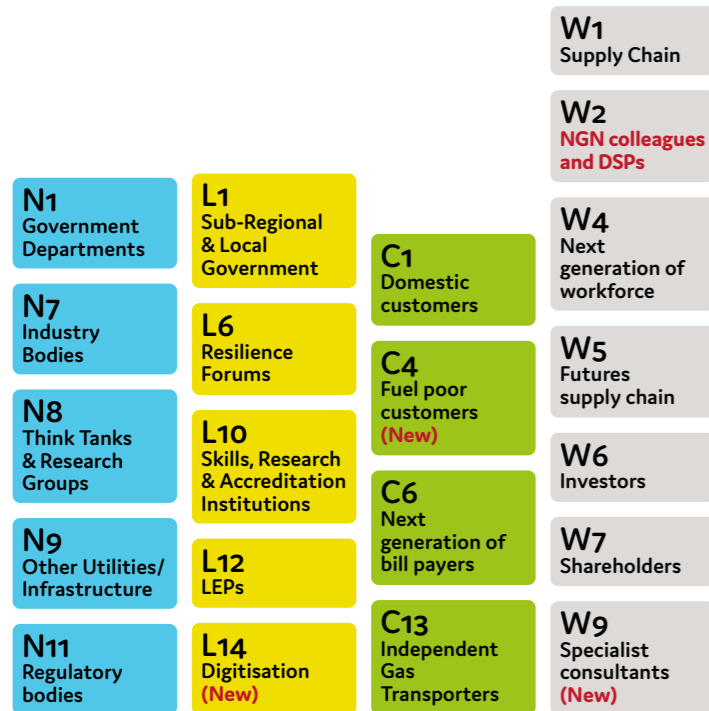 N1
Government
Departments
N7
Industry
Bodies
N8
Think Tanks
& Research
Groups
N9
Other Utilities/
Infrastructure
N11
Regulatory
bodies
L1
Sub-Regional
& Local
Government
L6
Resilience
Forums
L10
Skills, Research
& Accreditation
Institutions
L12
LEPs
L14
Digitisation
(New)
C1
Domestic
customers
C4
Fuel poor
customers
(New)
C6
Next
generation of
bill payers
C13
Independent
Gas
Transporters
W1
Supply Chain
W2
NGN colleagues
and DSPs
W4
Next
generation of
workforce
W5
Futures
supply chain
W6
Investors
W7
Shareholders
W9
Specialist
consultants
(New)